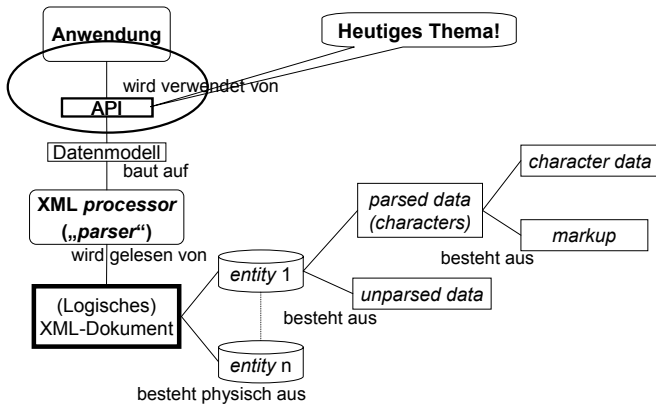 Anwendung
Heutiges Thema!
wird verwendet von
API
Datenmodell
baut auf
XML processor
(„parser“)
wird gelesen von
(Logisches)
XML-Dokument
entity 1
entity n
besteht physisch aus
parsed data
(characters)
unparsed data
besteht aus
character data
markup
besteht aus